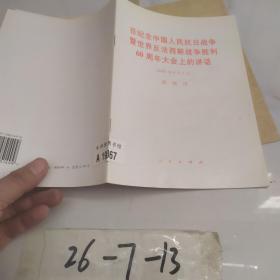 在纪念中国人民抗日战争
暨世界反法西斯战争胜利
60周年大会上的讲话
胡锦涛
人民出版社
A 19367
26-7-13